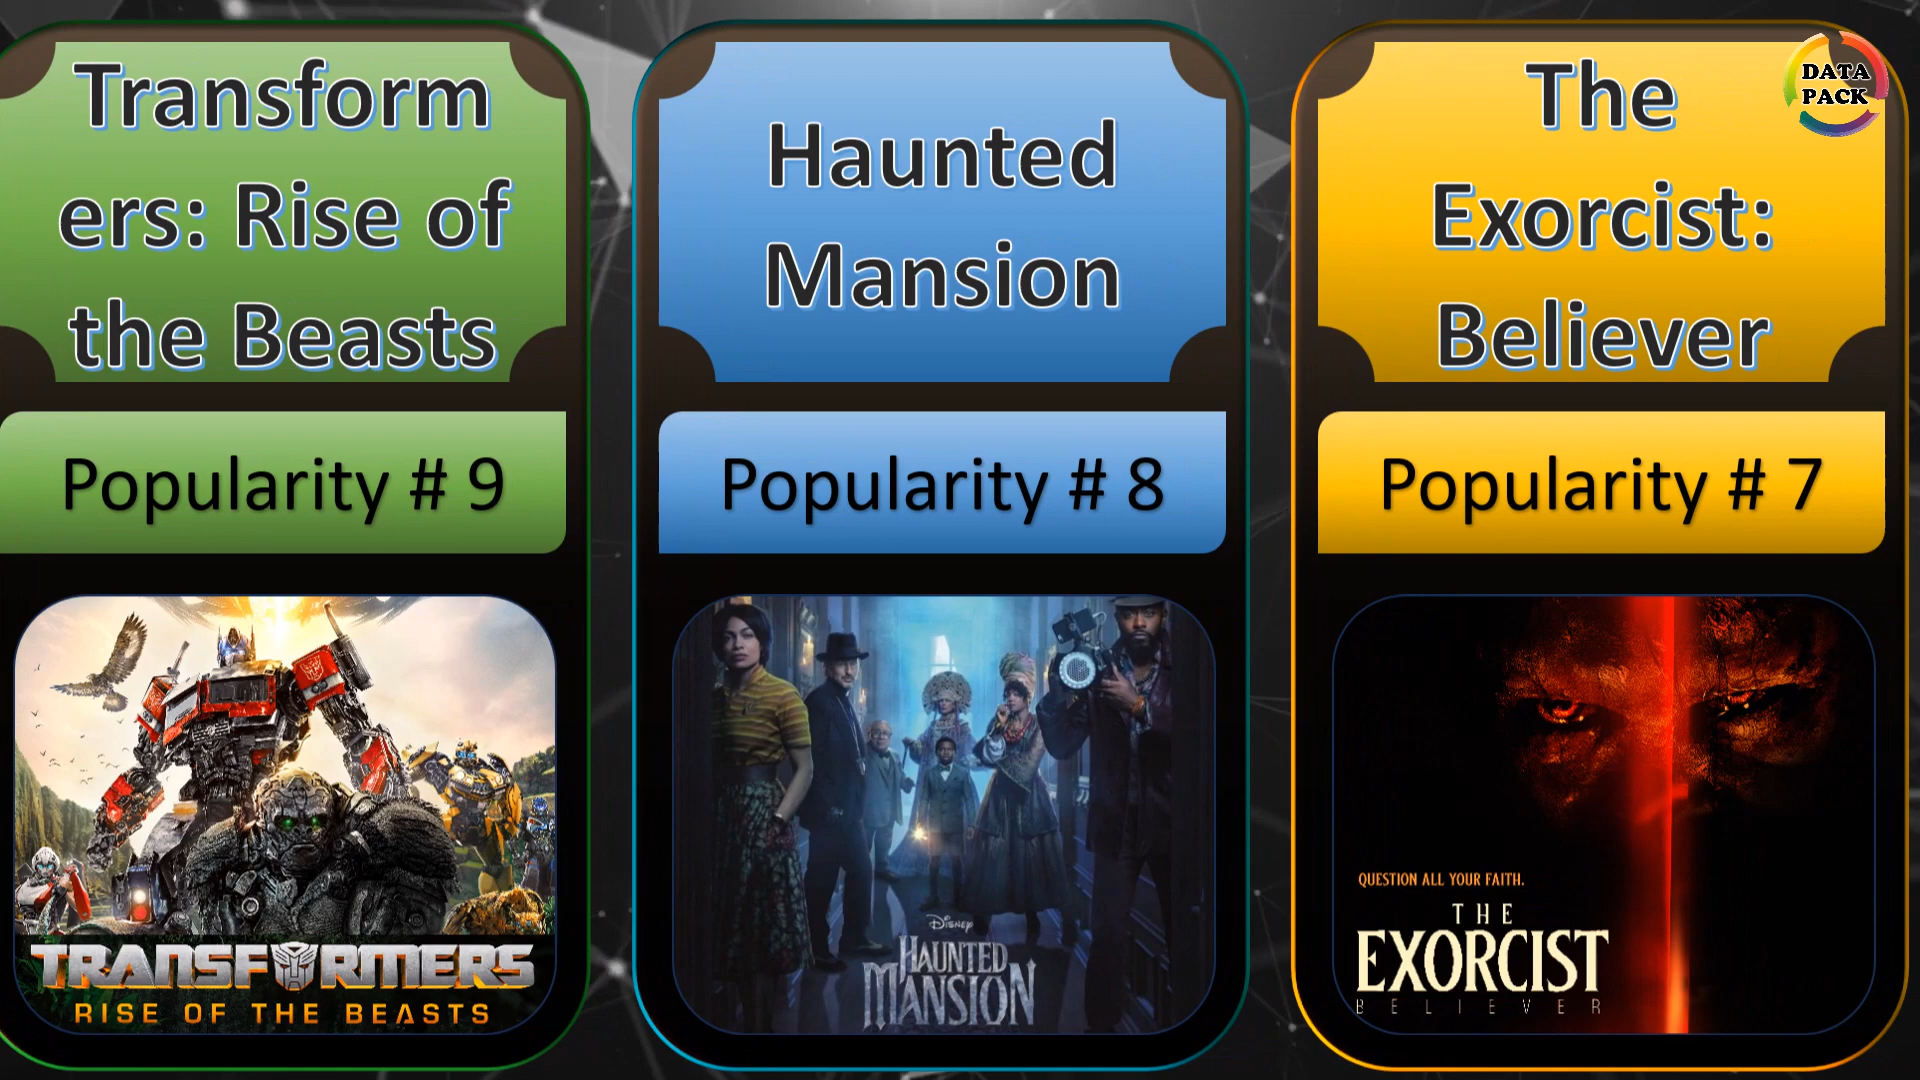 Transform
ers: Rise of
the Beasts
Popularity # 9
TRANSFORMERS
RISE OF THE BEASTS
Haunted
Mansion
Popularity # 8
Disney
HAUNTED
MANSION
The
Exorcist:
Believer
Popularity # 7
QUESTION ALL YOUR FAITH.
THE
EXORCIST
BELIEVER
DATA
PACK